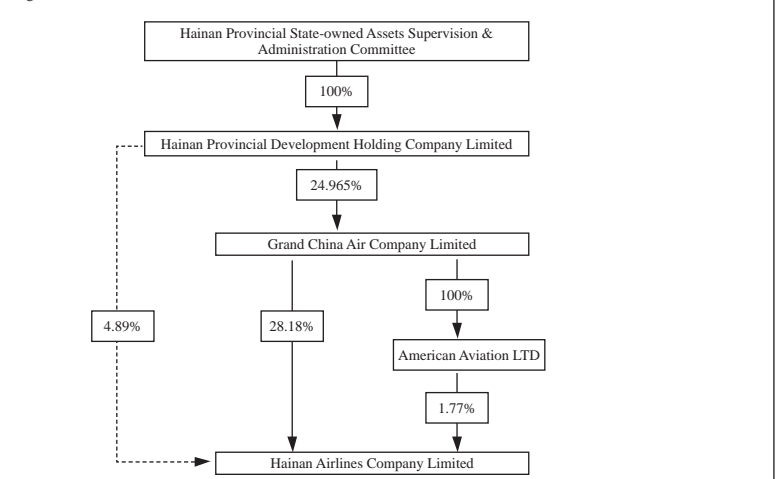 Hainan Provincial State-owned Assets Supervision &
Administration Committee
100%
Hainan Provincial Development Holding Company Limited
24.965%
Grand China Air Company Limited
100%
4.89%
28.18%
American Aviation LTD
1.77%
Hainan Airlines Company Limited